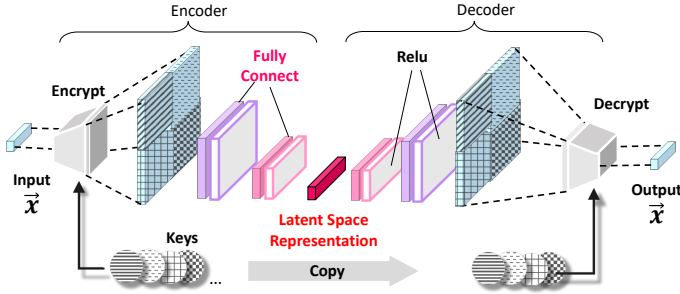 Encoder
Decoder
Fully
Connect
Relu
Encrypt
Decrypt
Input
x⃗
Output
x⃗
Latent Space
Representation
Keys
...
Copy